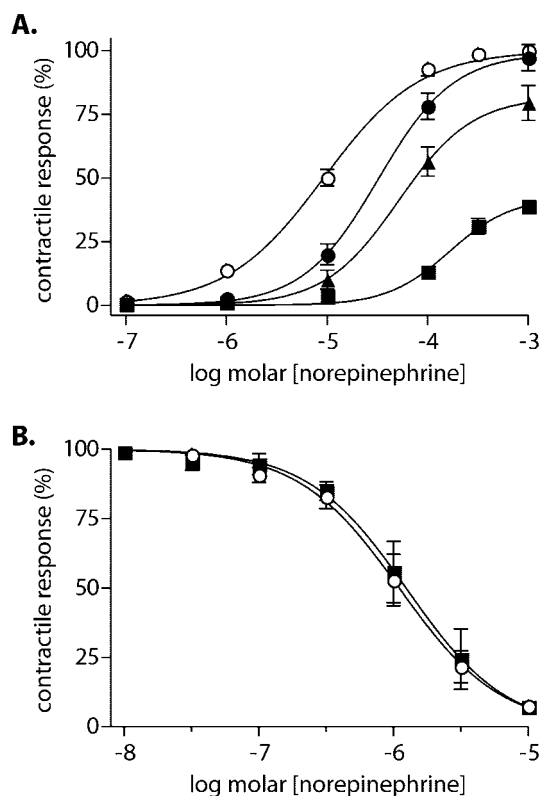 A.
100
75
50
25
0
contractile response (%)
-7 -6 -5 -4 -3
log molar [norepinephrine]
B.
100
75
50
25
0
contractile response (%)
-8 -7 -6 -5
log molar [norepinephrine]